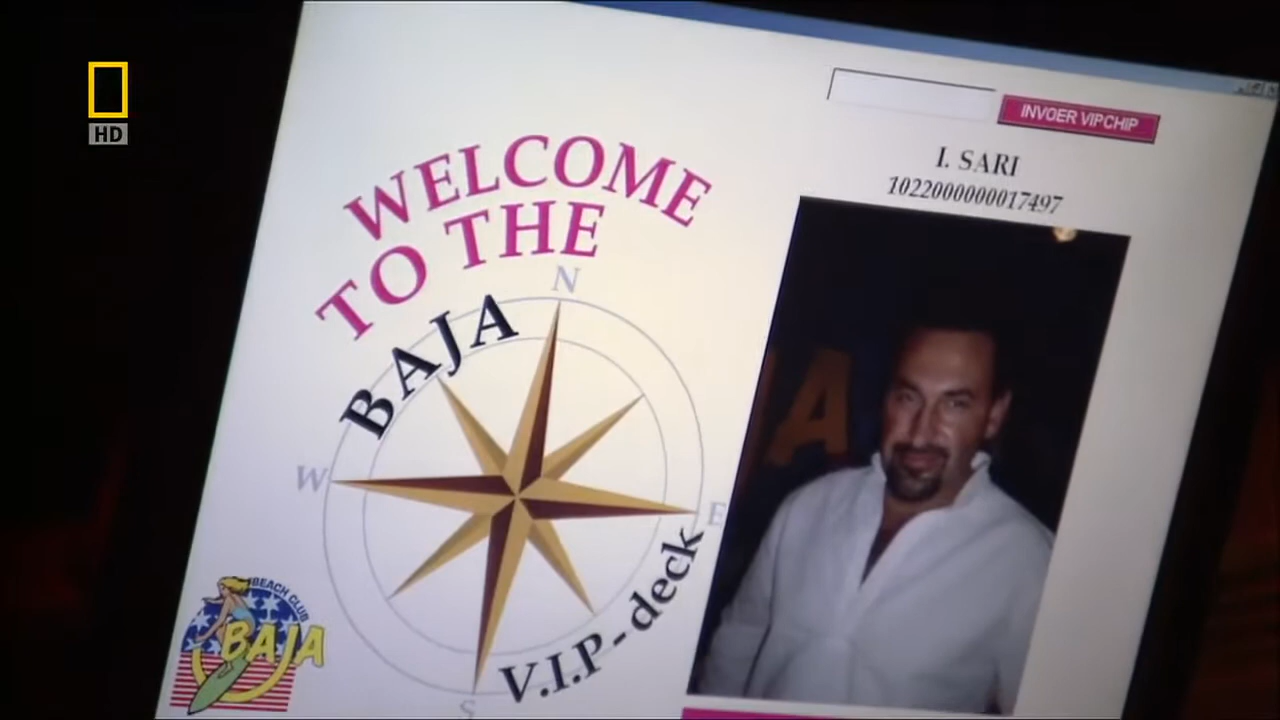 HD
WELCOME
TO THE
BAJA
V.I.P-deck
N
W
E
S
INVOER VIPCHIP
I. SARI
1022000000017497
BEACH CLUB
BAJA